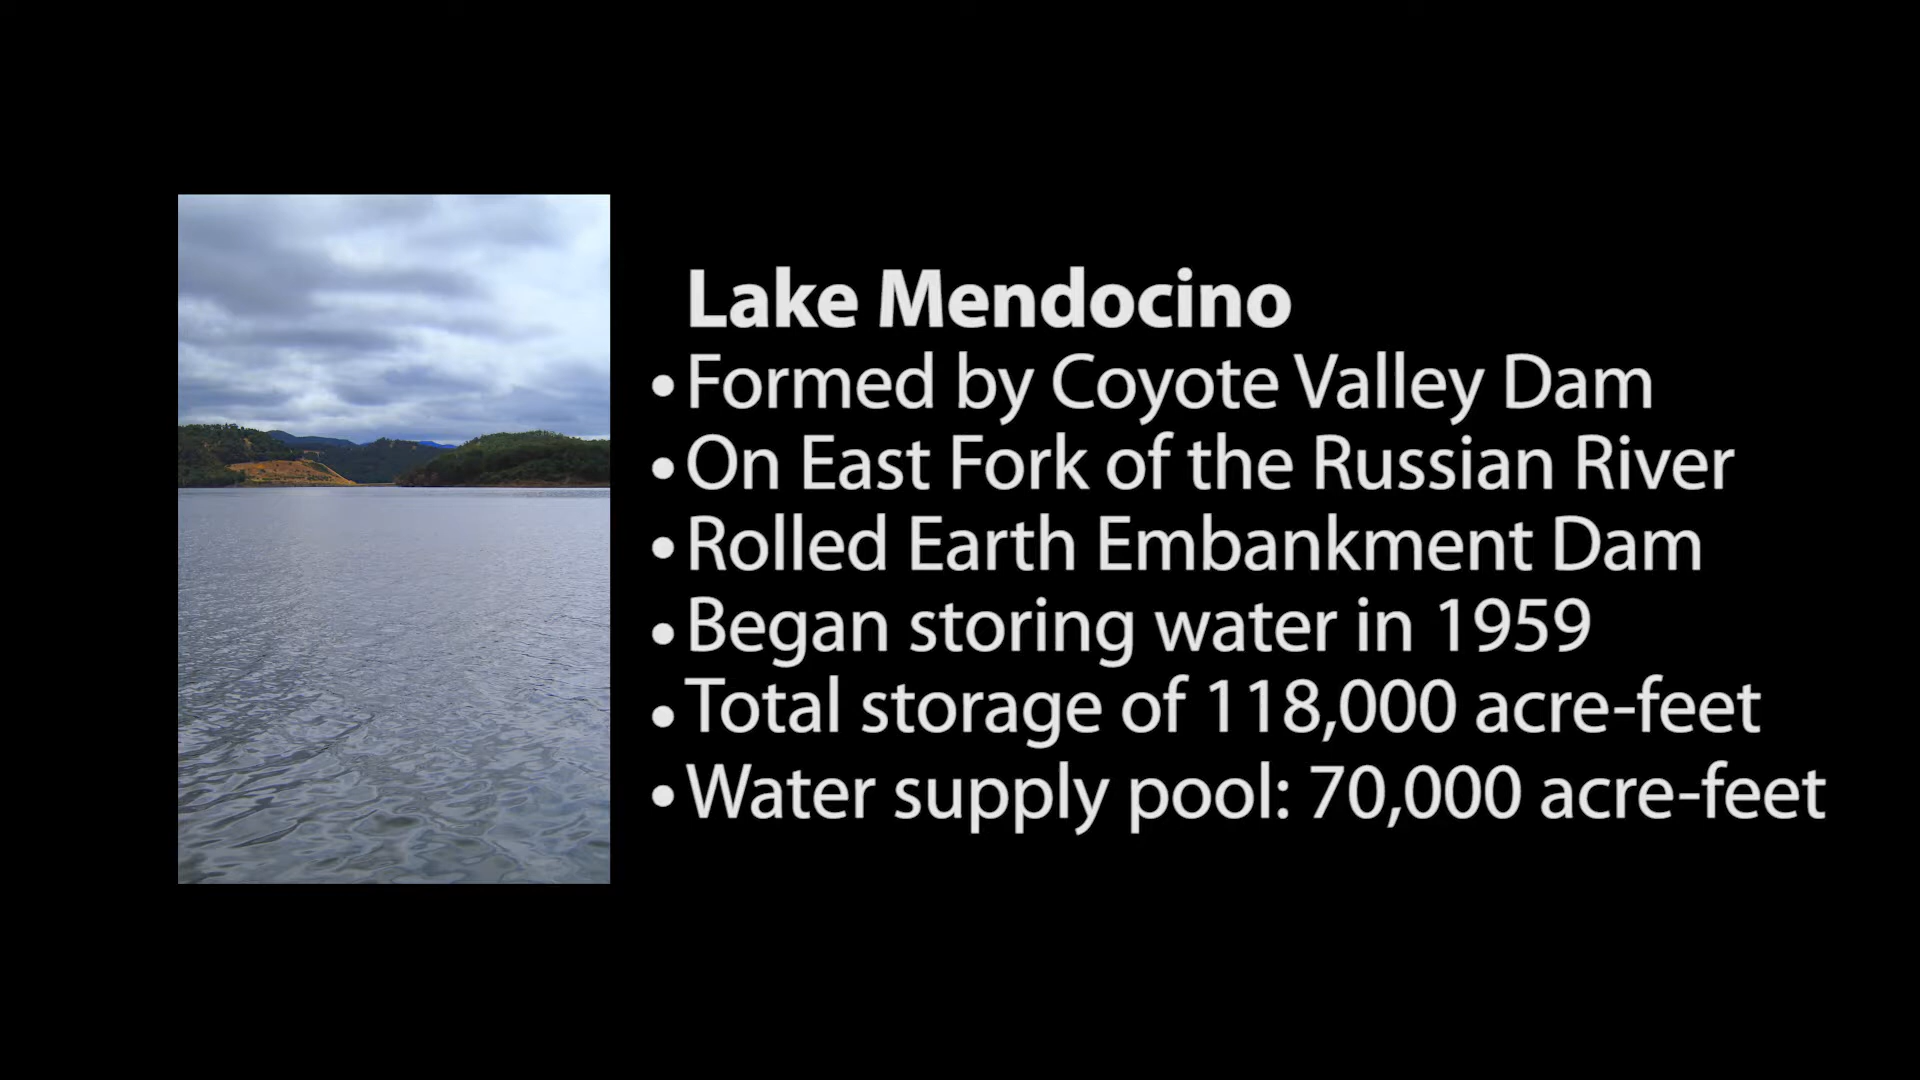 Lake Mendocino
•Formed by Coyote Valley Dam
•On East Fork of the Russian River
•Rolled Earth Embankment Dam
•Began storing water in 1959
•Total storage of 118,000 acre-feet
•Water supply pool: 70,000 acre-feet